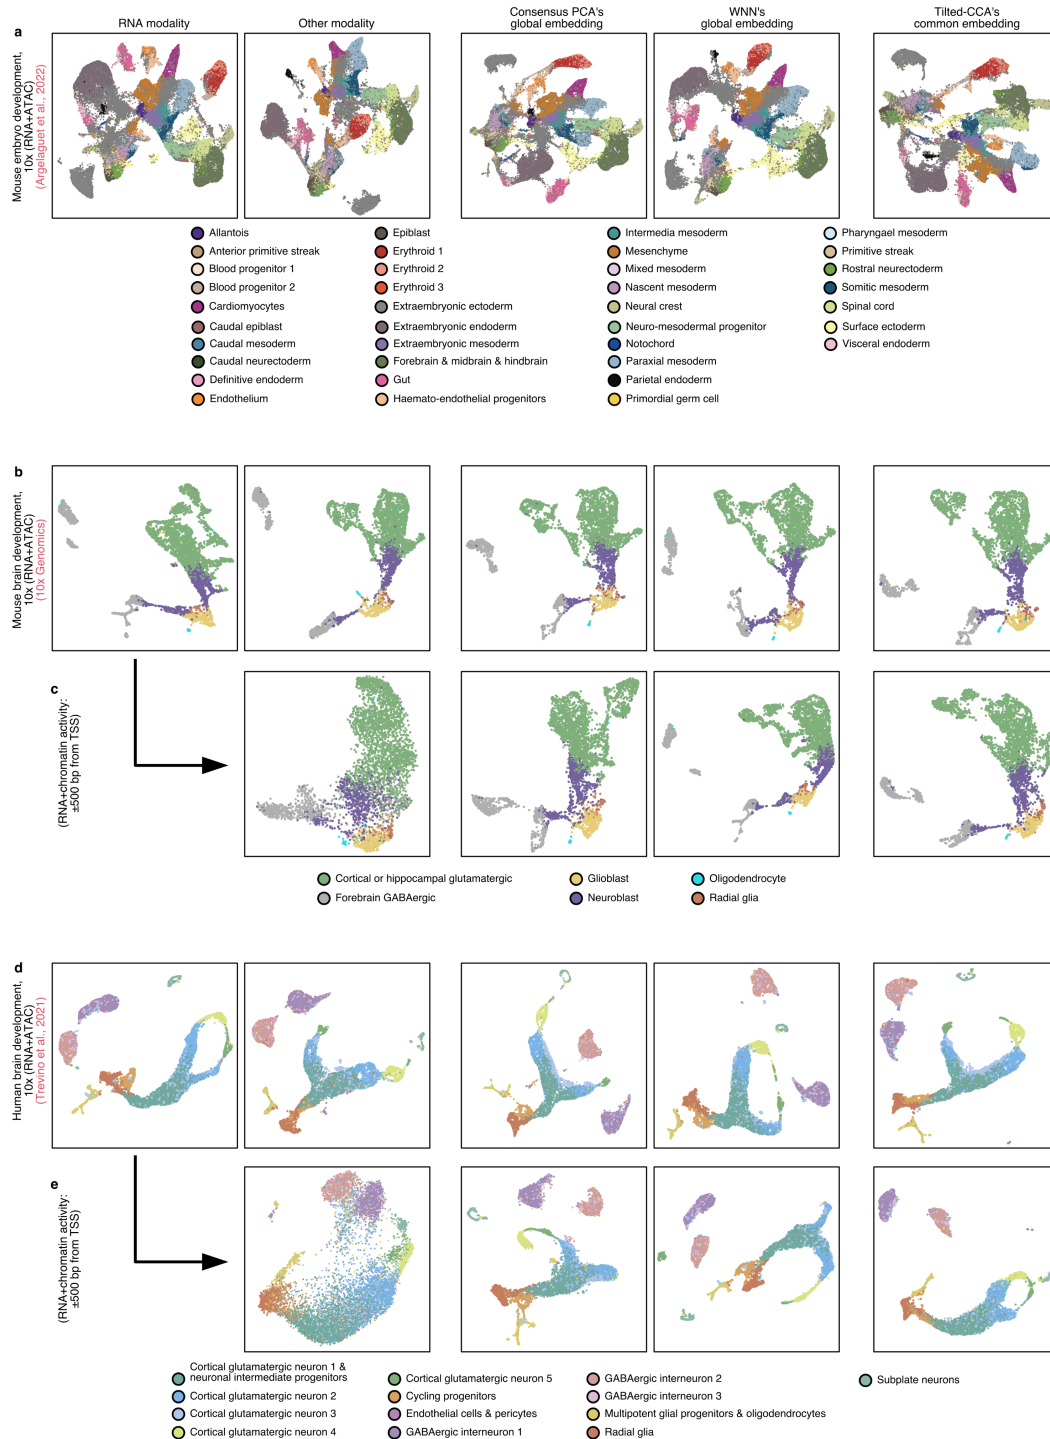 RNA modality
Other modality
Consensus PCA's
global embedding
WNN's
global embedding
Tilted-CCA's
common embedding
a
Mouse embryo development,
10x (RNA+ATAC)
(Argelaguet et al., 2022)
Allantois
Anterior primitive streak
Blood progenitor 1
Blood progenitor 2
Cardiomyocytes
Caudal epiblast
Caudal mesoderm
Caudal neurectoderm
Definitive endoderm
Endothelium
Epiblast
Erythroid 1
Erythroid 2
Erythroid 3
Extraembryonic ectoderm
Extraembryonic endoderm
Extraembryonic mesoderm
Forebrain & midbrain & hindbrain
Gut
Haemato-endothelial progenitors
Intermedia mesoderm
Mesenchyme
Mixed mesoderm
Nascent mesoderm
Neural crest
Neuro-mesodermal progenitor
Notochord
Paraxial mesoderm
Parietal endoderm
Primordial germ cell
Pharyngael mesoderm
Primitive streak
Rostral neurectoderm
Somitic mesoderm
Spinal cord
Surface ectoderm
Visceral endoderm
b
Mouse brain development,
10x (RNA+ATAC)
(10x Genomics)
c
(RNA+chromatin activity:
±500 bp from TSS)
Cortical or hippocampal glutamatergic
Forebrain GABAergic
Glioblast
Neuroblast
Oligodendrocyte
Radial glia
d
Human brain development,
10x (RNA+ATAC)
(Trevino et al., 2021)
e
(RNA+chromatin activity:
±500 bp from TSS)
Cortical glutamatergic neuron 1 &
neuronal intermediate progenitors
Cortical glutamatergic neuron 2
Cortical glutamatergic neuron 3
Cortical glutamatergic neuron 4
Cortical glutamatergic neuron 5
Cycling progenitors
Endothelial cells & pericytes
GABAergic interneuron 1
GABAergic interneuron 2
GABAergic interneuron 3
Multipotent glial progenitors & oligodendrocytes
Radial glia
Subplate neurons